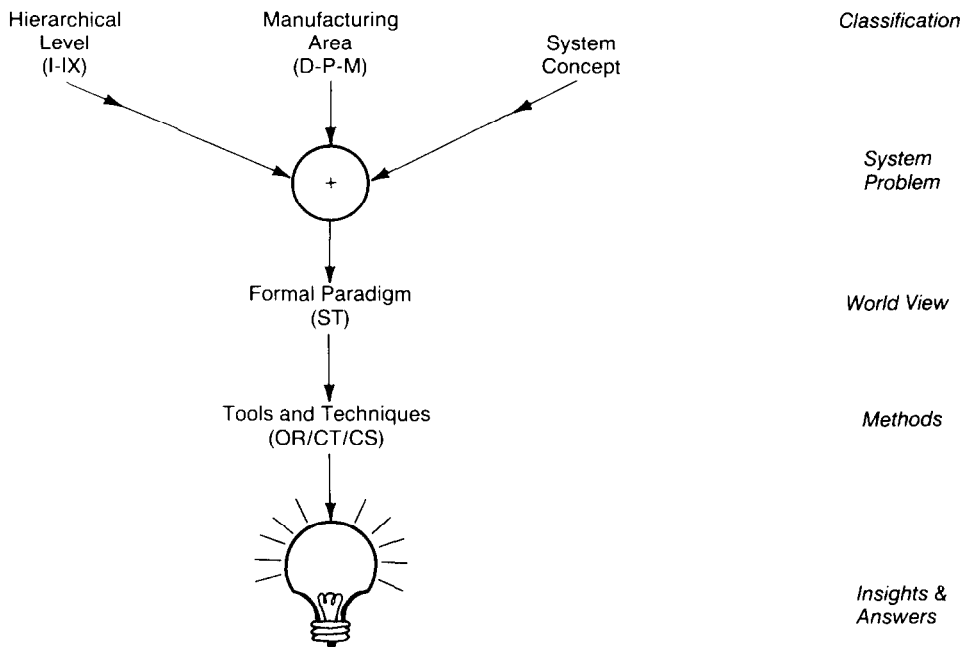 Hierarchical
Level
(I-IX)
Manufacturing
Area
(D-P-M)
System
Concept
Classification
+
System
Problem
Formal Paradigm
(ST)
World View
Tools and Techniques
(OR/CT/CS)
Methods
Insights &
Answers